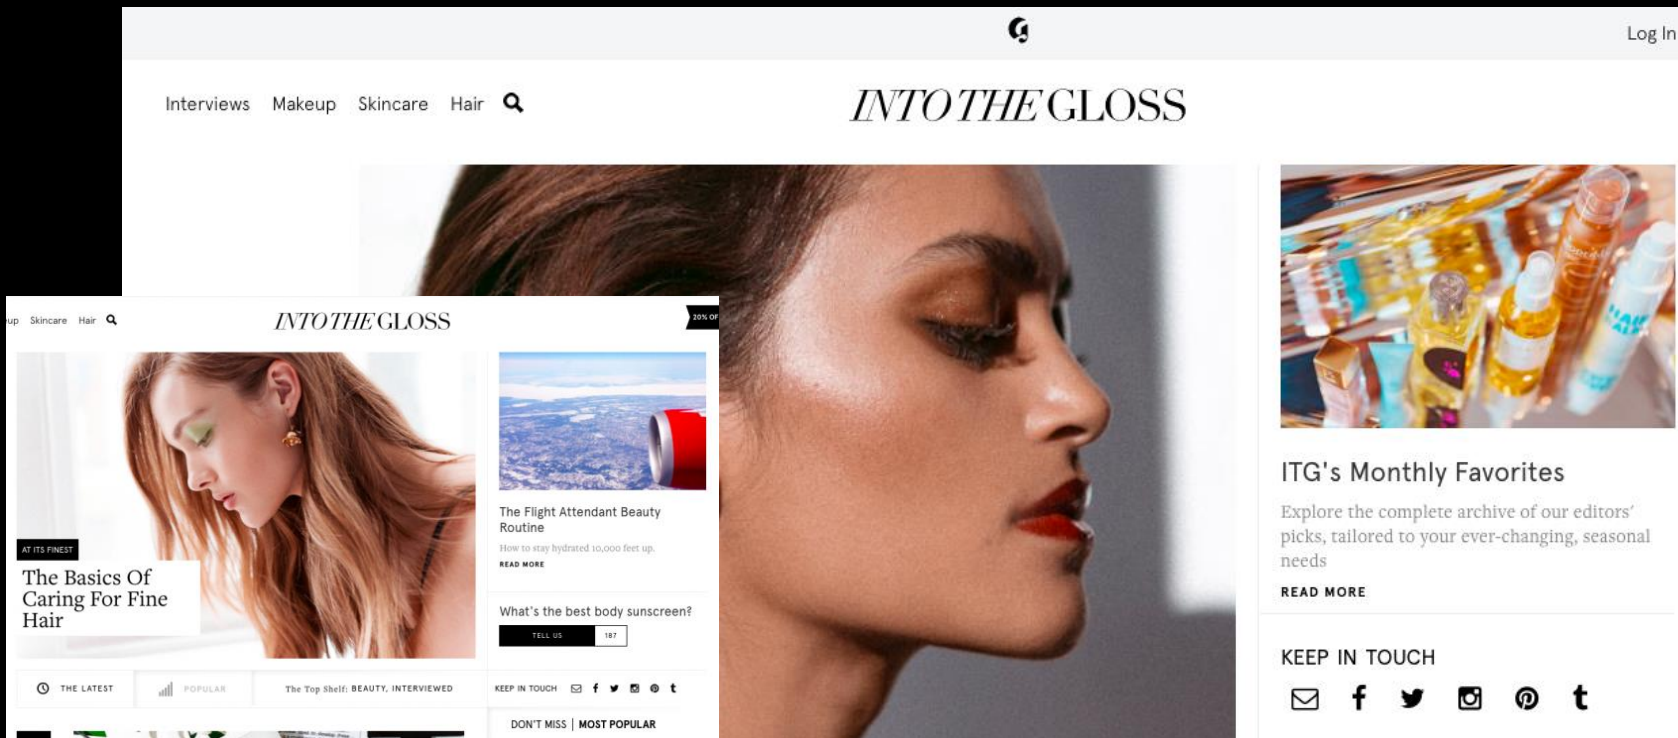 Log In
Interviews Makeup Skincare Hair
INTO THE GLOSS
ITG's Monthly Favorites
Explore the complete archive of our editors'
picks, tailored to your ever-changing, seasonal
needs
READ MORE
KEEP IN TOUCH
Skincare Hair
INTO THE GLOSS
20% OF
AT ITS FINEST
The Basics Of
Caring For Fine
Hair
The Flight Attendant Beauty
Routine
How to stay hydrated 10,000 feet up.
READ MORE
What's the best body sunscreen?
TELL US 187
THE LATEST POPULAR The Top Shelf: BEAUTY, INTERVIEWED
KEEP IN TOUCH
DON'T MISS | MOST POPULAR